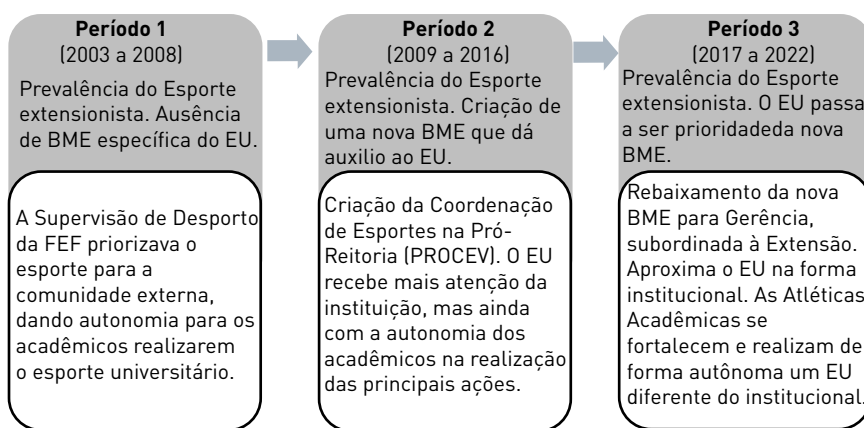 Período 1
(2003 a 2008)
Prevalência do Esporte
extensionista. Ausência
de BME específica do EU.
A Supervisão de Desporto
da FEF priorizava o
esporte para a
comunidade externa,
dando autonomia para os
acadêmicos realizarem
o esporte universitário.
Período 2
(2009 a 2016)
Prevalência do Esporte
extensionista. Criação de
uma nova BME que dá
auxilio ao EU.
Criação da Coordenação
de Esportes na Pró-
Reitoria (PROCEV). O EU
recebe mais atenção da
instituição, mas ainda
com a autonomia dos
acadêmicos na realização
das principais ações.
Período 3
(2017 a 2022)
Prevalência do Esporte
extensionista. O EU passa
a ser prioridadeda nova
BME.
Rebaixamento da nova
BME para Gerência,
subordinada à Extensão.
Aproxima o EU na forma
institucional. As Atléticas
Acadêmicas se
fortalecem e realizam de
forma autônoma um EU
diferente do institucional.